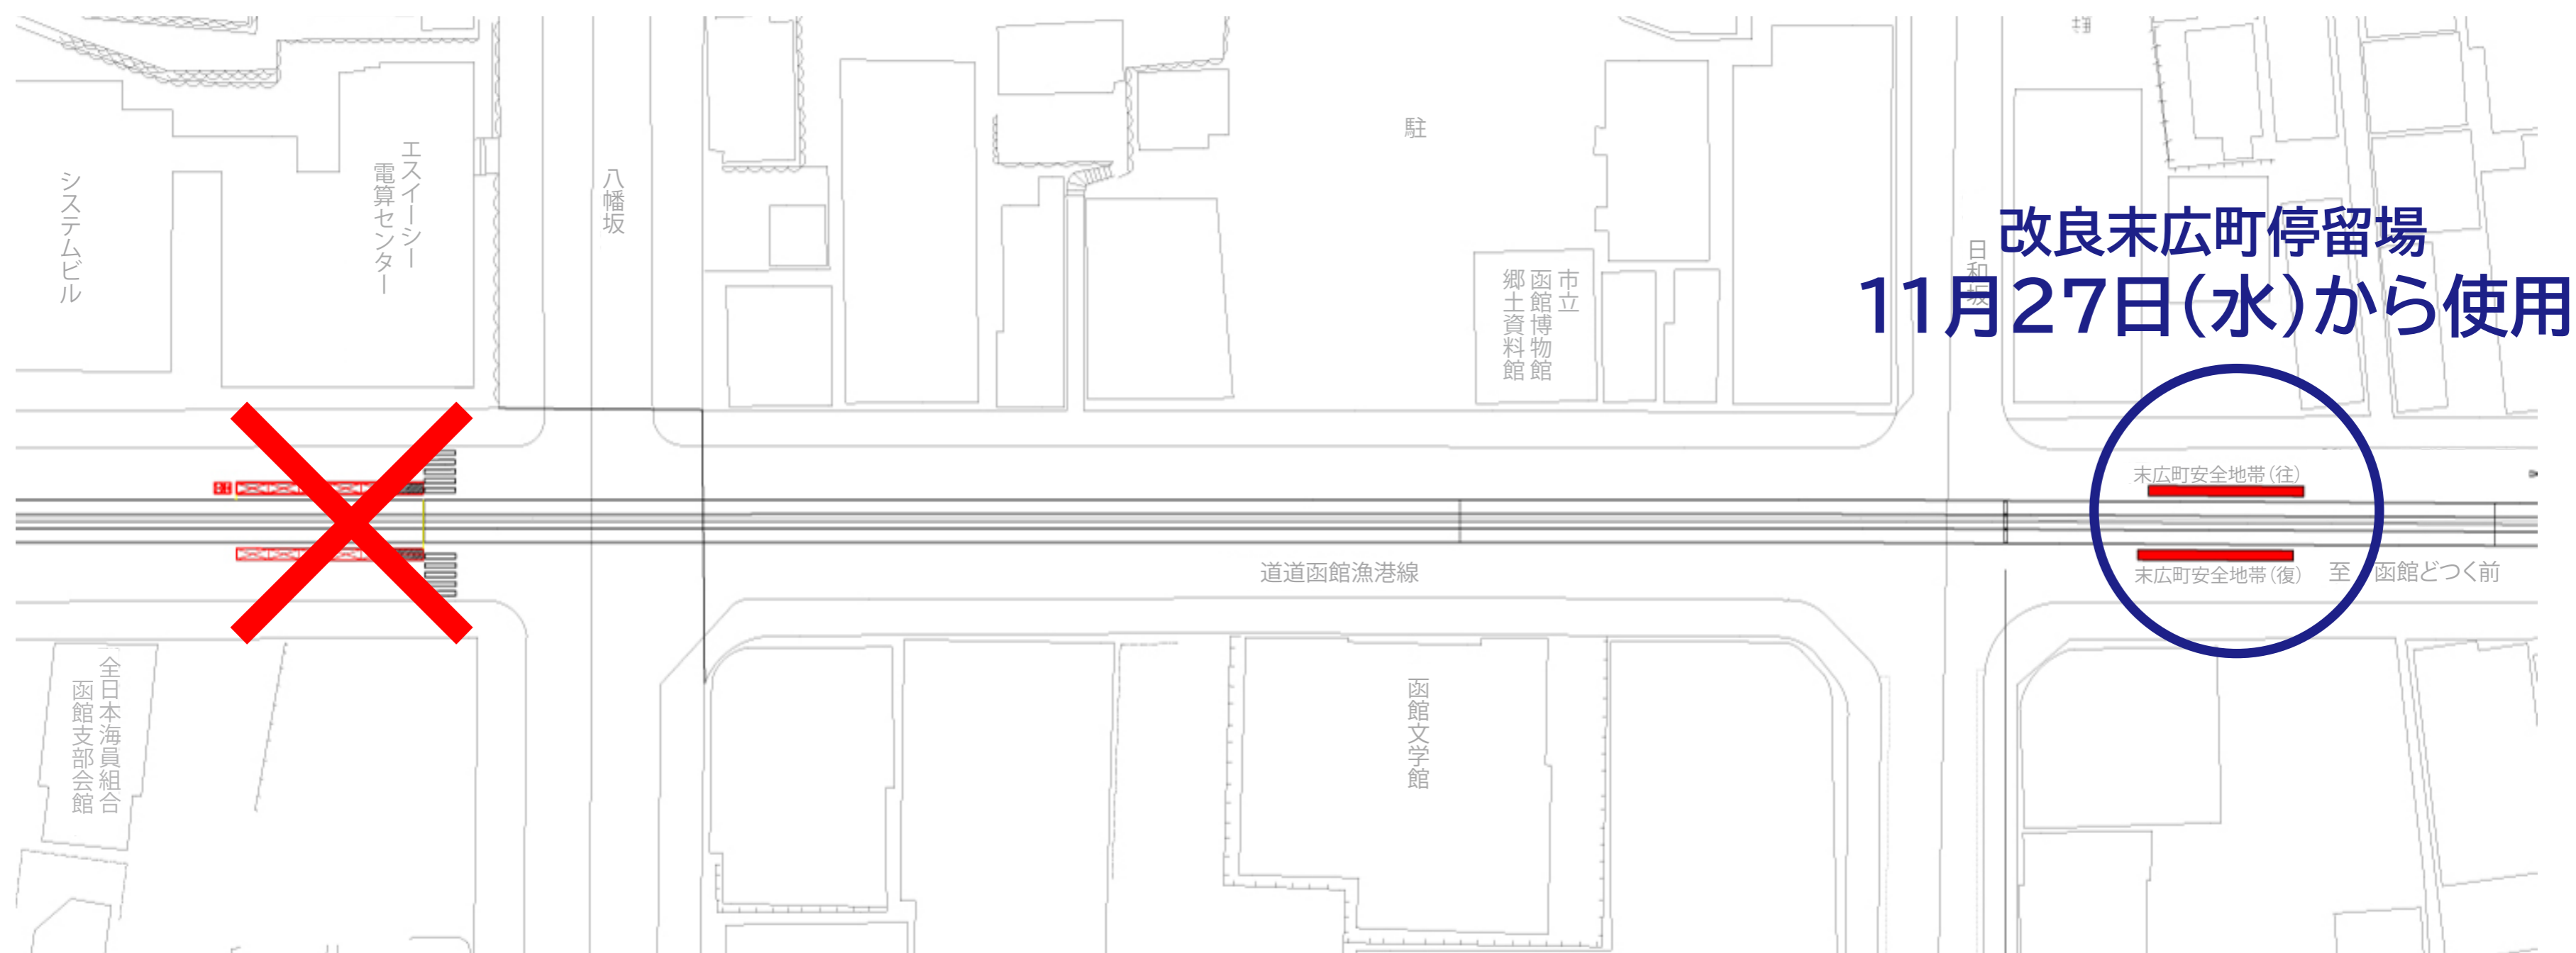 システムビル
エスイーシー
電算センター
八幡坂
駐
市立
函館博物館
郷土資料館
日和坂
改良末広町停留場
11月27日(水)から使用
末広町安全地帯(往)
末広町安全地帯(復)
至 函館どつく前
道道函館漁港線
全日本海員組合
函館支部会館
函館文学館